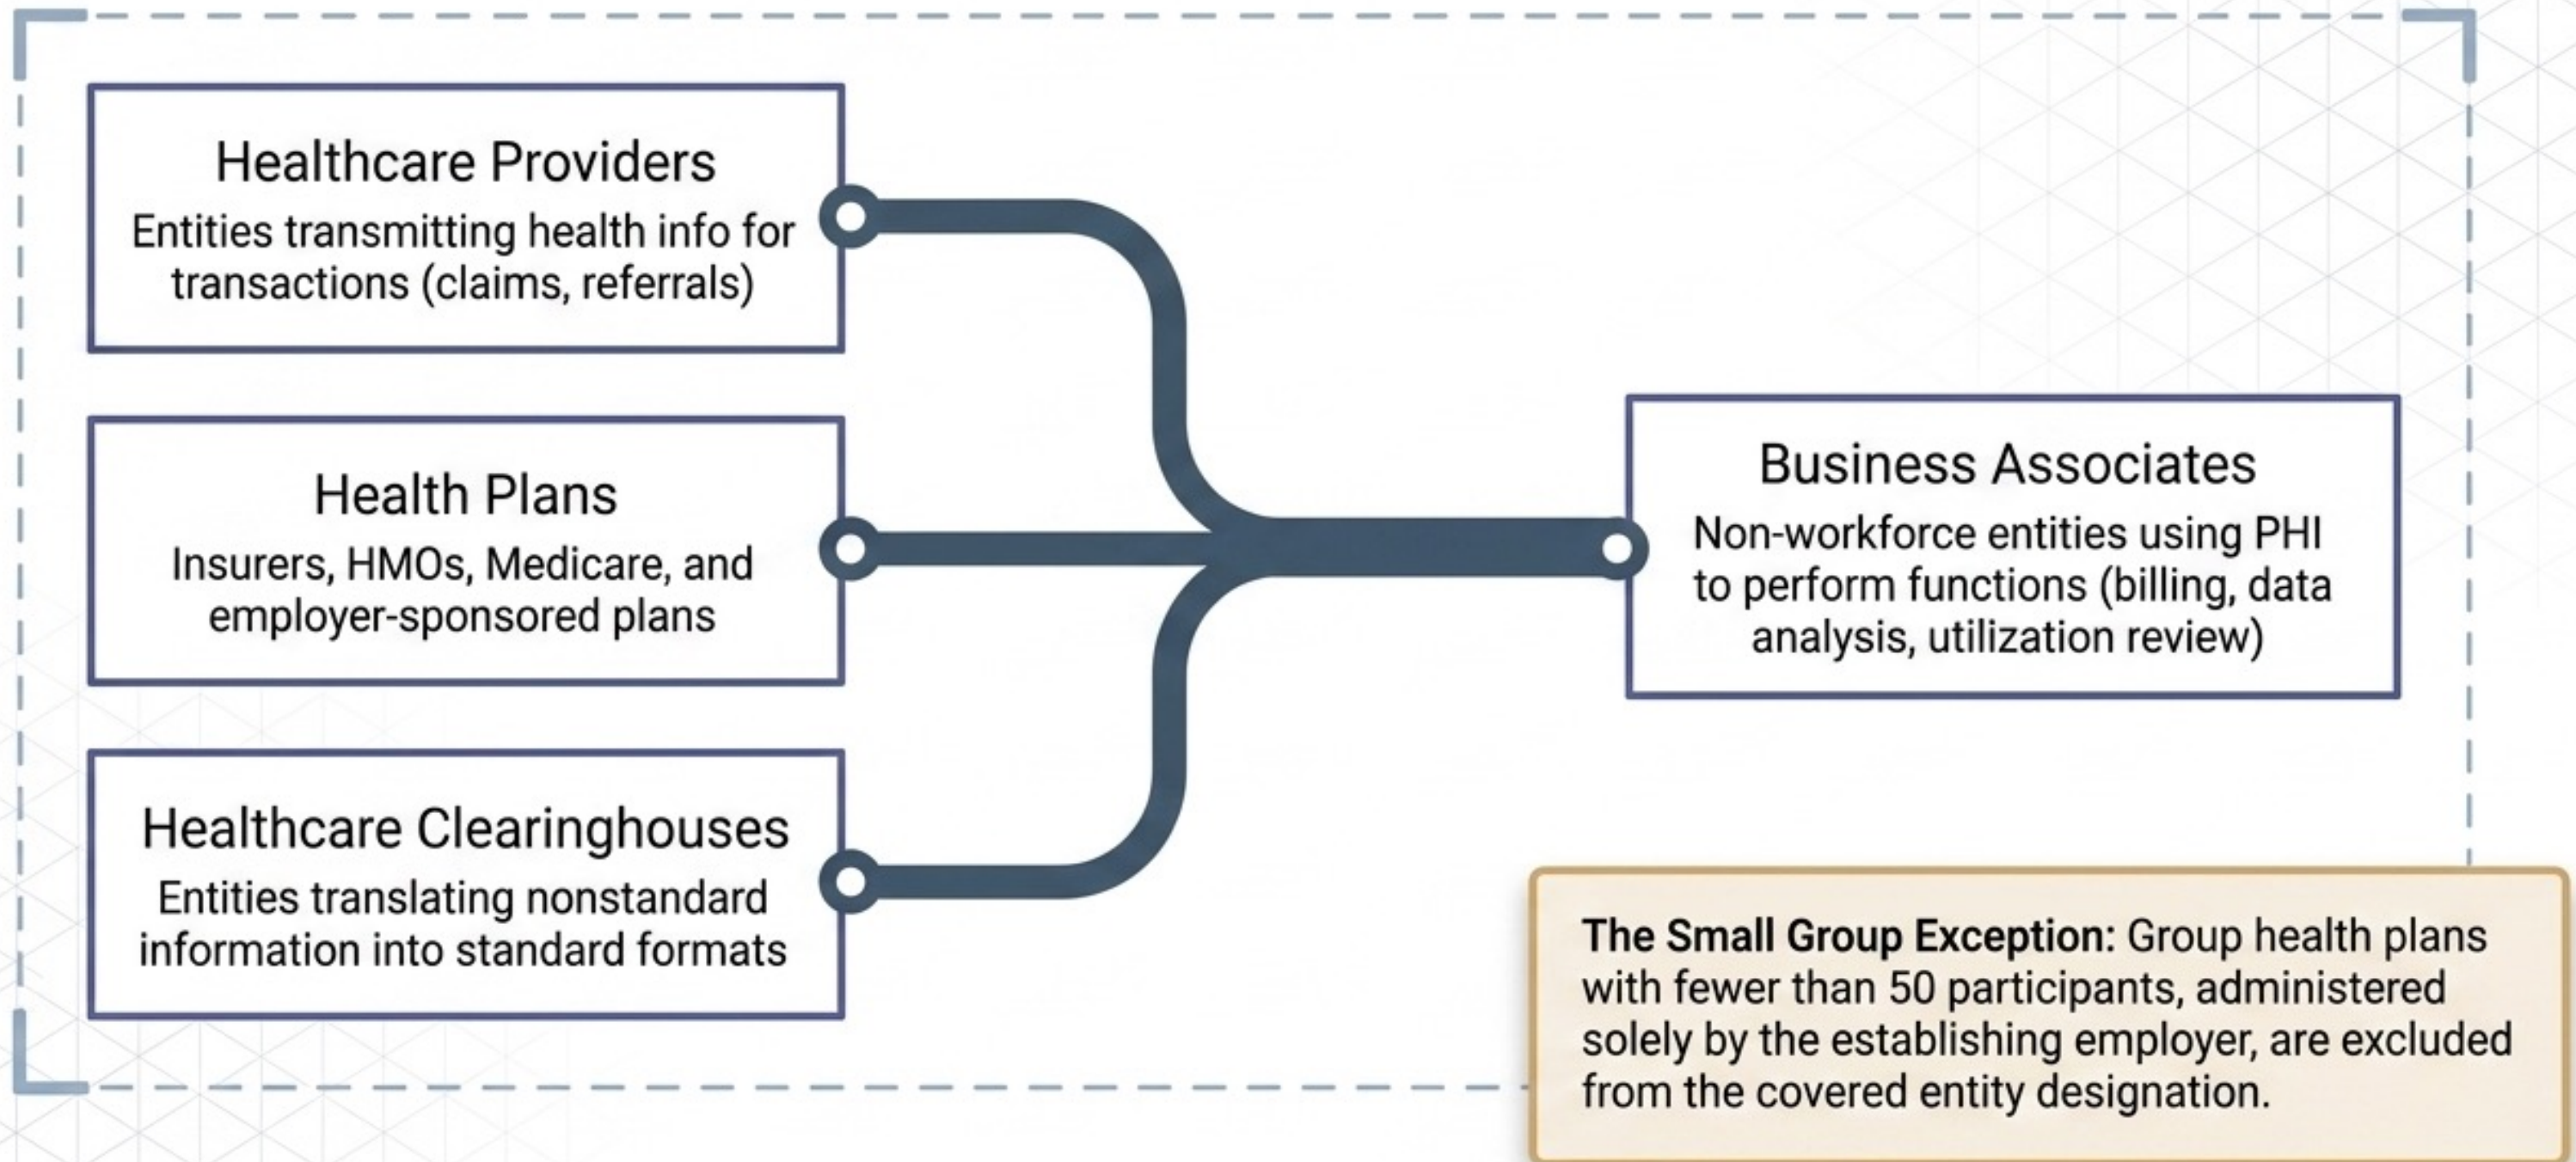 Healthcare Providers
Entities transmitting health info for
transactions (claims, referrals)
Health Plans
Insurers, HMOs, Medicare, and
employer-sponsored plans
Healthcare Clearinghouses
Entities translating nonstandard
information into standard formats
Business Associates
Non-workforce entities using PHI
to perform functions (billing, data
analysis, utilization review)
The Small Group Exception: Group health plans
with fewer than 50 participants, administered
solely by the establishing employer, are excluded
from the covered entity designation.